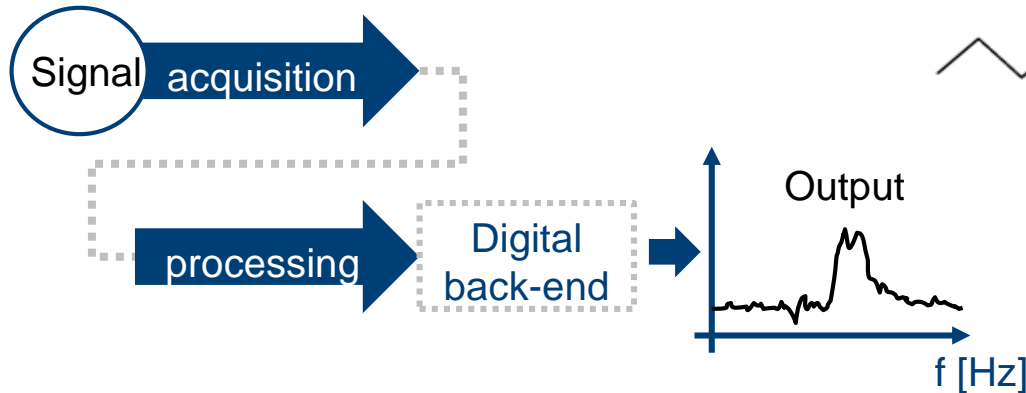 Signal acquisition
Output
processing
Digital
back-end
f [Hz]